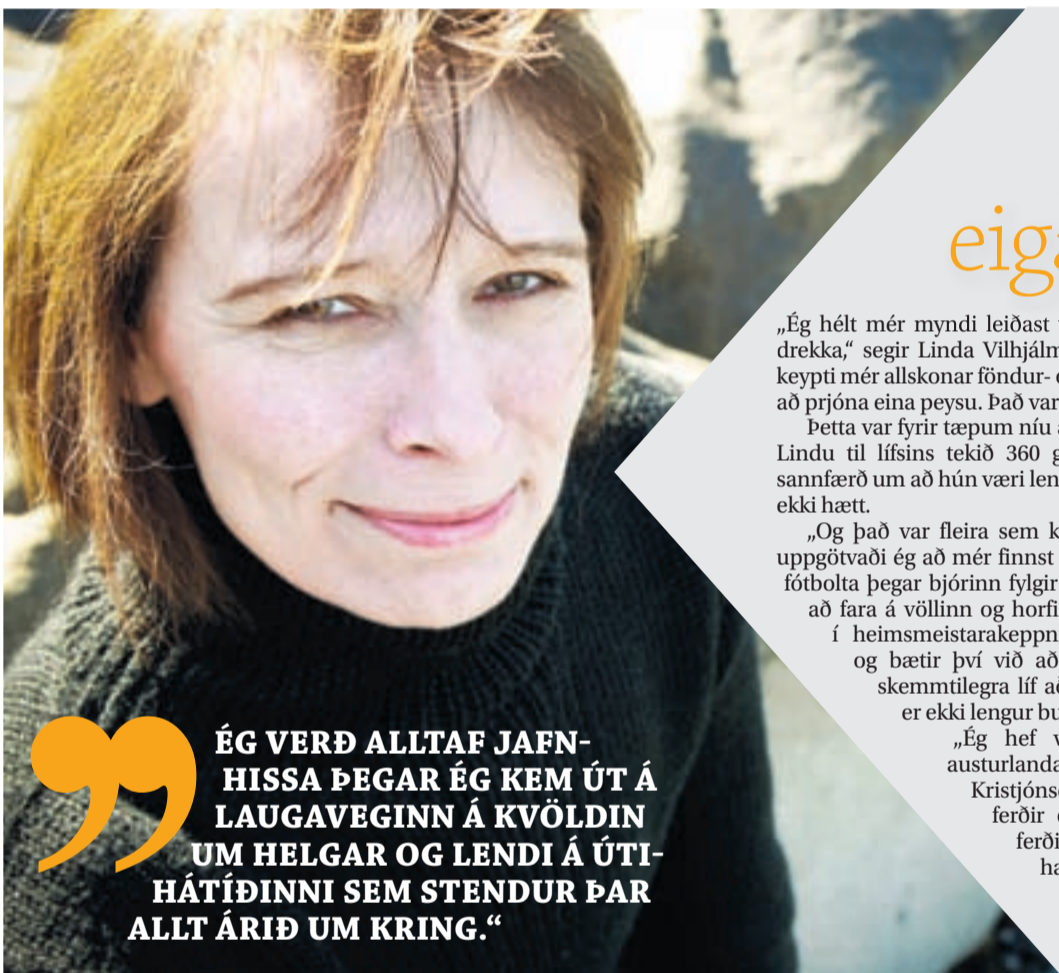 eiga
„Ég hélt mér myndi leiðast
drekka,“ segir Linda Vilhjálm
keypti mér allskonar föndur-
að prjóna eina peysu. Það var
Þetta var fyrir tæpum níu
Lindu til lífsins tekið 360
sannfærð um að hún væri len
ekki hætt.
„Og það var fleira sem
uppgötvaði ég að mér finnst
fótbolta þegar bjórinn fylgir
að fara á völlinn og horfi
í heimsmeistarakeppn
og bætir því við að
skemmtilegra líf
er ekki lengur
„Ég hef
austurlanda
Kristjóns
ferðir
ferði
ha
ÉG VERÐ ALLTAF JAFN-
HISSA ÞEGAR ÉG KEM ÚT Á
LAUGAVEGINN Á KVÖLDIN
UM HELGAR OG LENDI Á ÚTI-
HÁTÍÐINNI SEM STENDUR ÞAR
ALLT ÁRIÐ UM KRING.“